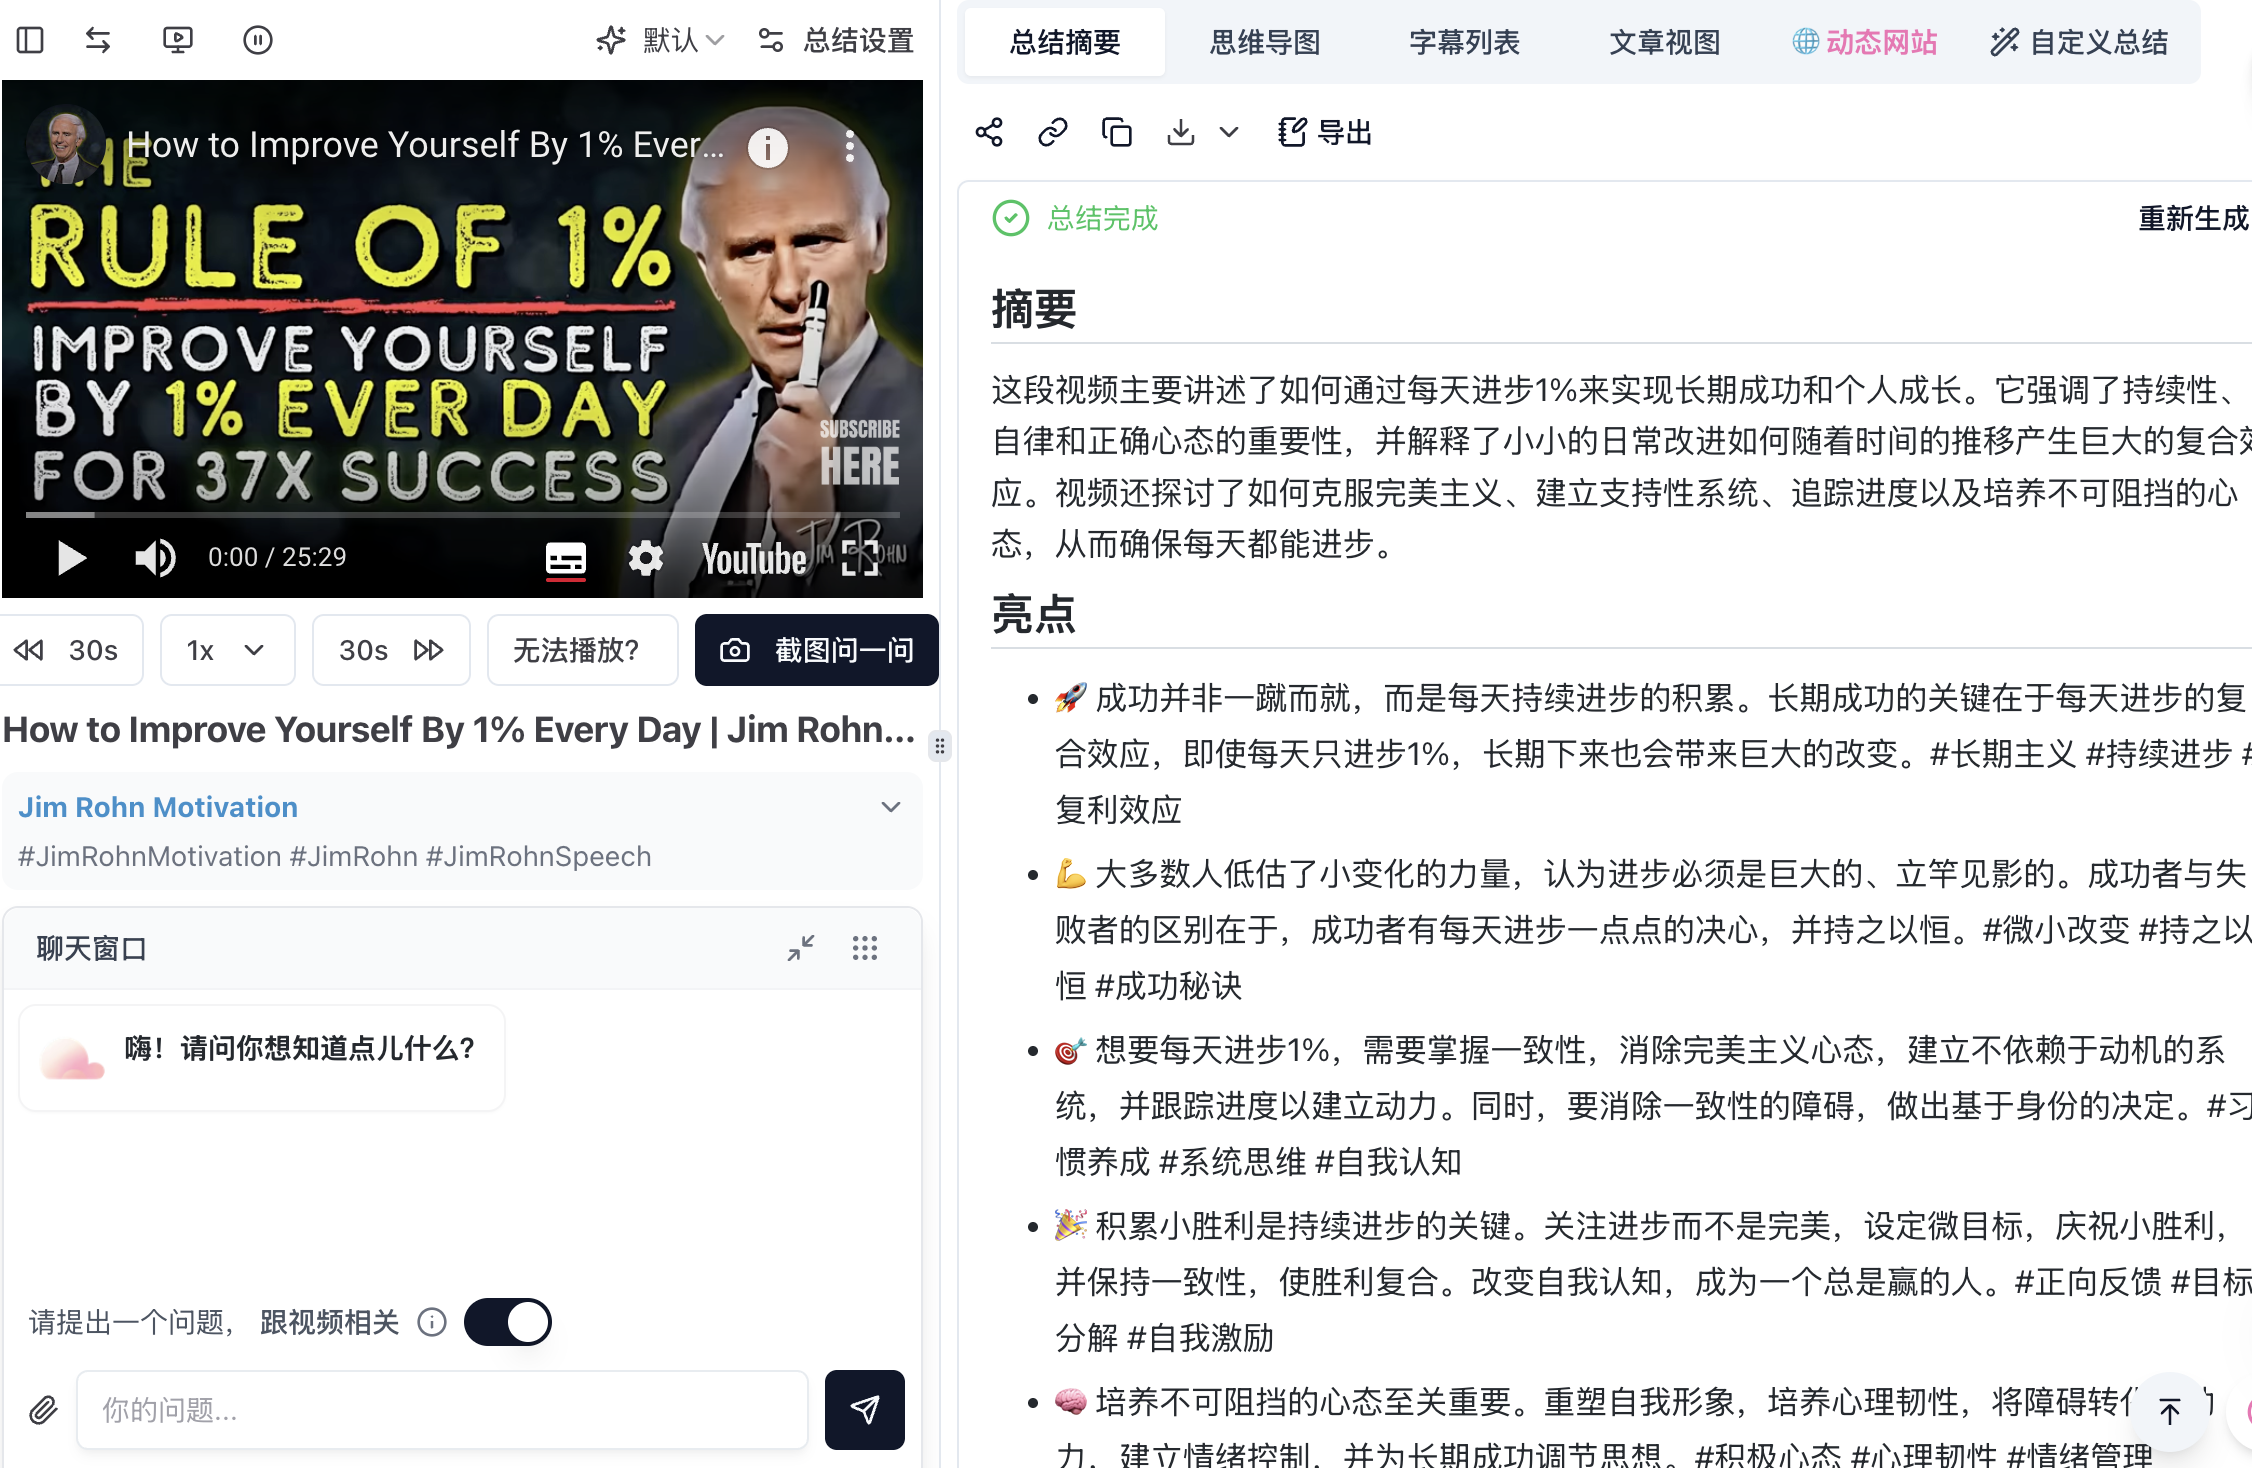 默认
总结设置
How to Improve Yourself By 1% Ever...
THE
RULE OF 1%
IMPROVE YOURSELF
BY 1% EVER DAY
FOR 37X SUCCESS
SUBSCRIBE
HERE
JIM ROHN
0:00 / 25:29
YouTube
30s
1x
30s
无法播放?
截图问一问
How to Improve Yourself By 1% Every Day | Jim Rohn...
Jim Rohn Motivation
#JimRohnMotivation #JimRohn #JimRohnSpeech
聊天窗口
嗨！请问你想知道点儿什么?
请提出一个问题， 跟视频相关
你的问题...
总结摘要
思维导图
字幕列表
文章视图
动态网站
自定义总结
导出
总结完成
重新生成
摘要
这段视频主要讲述了如何通过每天进步1%来实现长期成功和个人成长。它强调了持续性、
自律和正确心态的重要性，并解释了小小的日常改进如何随着时间的推移产生巨大的复合效
应。视频还探讨了如何克服完美主义、建立支持性系统、追踪进度以及培养不可阻挡的心
态，从而确保每天都能进步。
亮点
🚀 成功并非一蹴而就，而是每天持续进步的积累。长期成功的关键在于每天进步的复
合效应，即使每天只进步1%，长期下来也会带来巨大的改变。#长期主义 #持续进步 #
复利效应
💪 大多数人低估了小变化的力量，认为进步必须是巨大的、立竿见影的。成功者与失
败者的区别在于，成功者有每天进步一点点的决心，并持之以恒。#微小改变 #持之以
恒 #成功秘诀
🎯 想要每天进步1%，需要掌握一致性，消除完美主义心态，建立不依赖于动机的系
统，并跟踪进度以建立动力。同时，要消除一致性的障碍，做出基于身份的决定。#习
惯养成 #系统思维 #自我认知
🎉 积累小胜利是持续进步的关键。关注进步而不是完美，设定微目标，庆祝小胜利，
并保持一致性，使胜利复合。改变自我认知，成为一个总是赢的人。#正向反馈 #目标
分解 #自我激励
🧠 培养不可阻挡的心态至关重要。重塑自我形象，培养心理韧性，将障碍转
力，建立情绪控制，并为长期成功调节思想。#积极心态 #心理韧性 #情绪管理